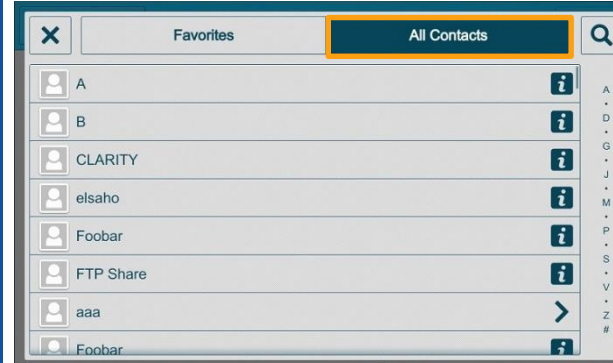 Favorites
All Contacts
A
B
CLARITY
elsaho
Foobar
FTP Share
aaa
Foobar
A
D
G
J
M
P
S
V
Z
#